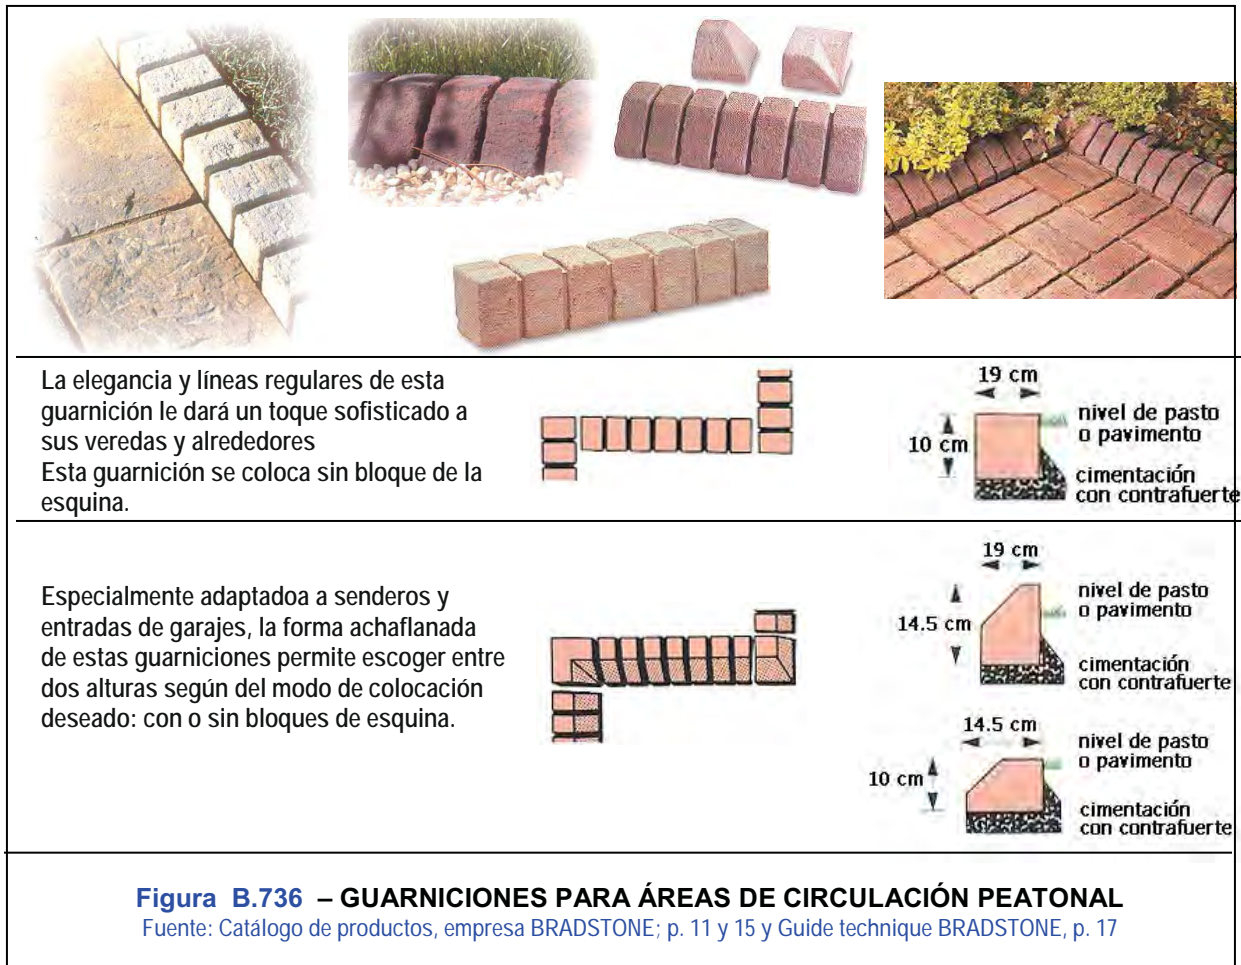 La elegancia y líneas regulares de esta
guarnición le dará un toque sofisticado a
sus veredas y alrededores
Esta guarnición se coloca sin bloque de la
esquina.
19 cm
10 cm
nivel de pasto
o pavimento
cimentación
con contrafuerte
Especialmente adaptadoa a senderos y
entradas de garajes, la forma achaflanada
de estas guarniciones permite escoger entre
dos alturas según del modo de colocación
deseado: con o sin bloques de esquina.
19 cm
14.5 cm
nivel de pasto
o pavimento
cimentación
con contrafuerte
14.5 cm
10 cm
nivel de pasto
o pavimento
cimentación
con contrafuerte
Figura B.736 – GUARNICIONES PARA ÁREAS DE CIRCULACIÓN PEATONAL
Fuente: Catálogo de productos, empresa BRADSTONE; p. 11 y 15 y Guide technique BRADSTONE, p. 17